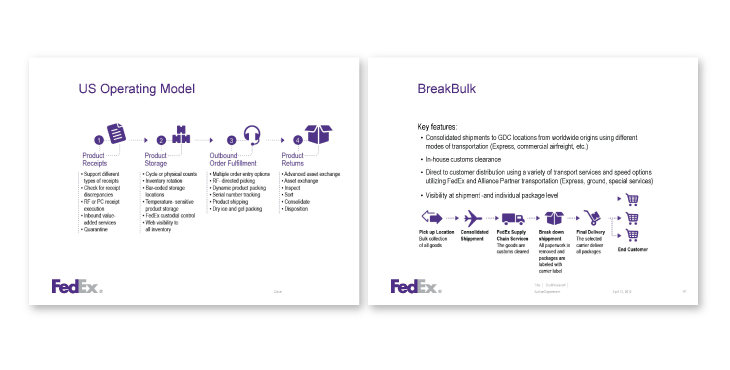 US Operating Model
1
2
3
4
Product
Receipts
• Support different
types of receipts
• Check for receipt
discrepancies
• RF or PC receipt
execution
• Inbound value-
added services
• Quarantine
Product
Storage
• Cycle or physical counts
• Inventory rotation
• Bar-coded storage
locations
• Temperature- sensitive
product storage
• FedEx custodial control
• Web visibility to
all inventory
Outbound
Order Fulfillment
• Multiple order entry options
• RF - directed picking
• Dynamic product packing
• Serial number tracking
• Product shipping
• Dry ice and gel packing
Product
Returns
• Advanced asset exchange
• Asset exchange
• Inspect
• Sort
• Consolidate
• Disposition
FedEx®
BreakBulk
Key features:
• Consolidated shipments to GDC locations from worldwide origins using different
modes of transportation (Express, commercial airfreight, etc.)
• In-house customs clearance
• Direct to customer distribution using a variety of transport services and speed options
utilizing FedEx and Alliance Partner transportation (Express, ground, special services)
• Visibility at shipment -and individual package level
Pick up Location
Bulk collection
of all goods
Consolidated
Shipment
FedEx Supply
Chain Services
The goods are
customs cleared
Break down
shipment
All paperwork is
removed and
packages are
labeled with
carrier label
Final Delivery
The selected
carrier deliver
all packages
End Customer
FedEx®